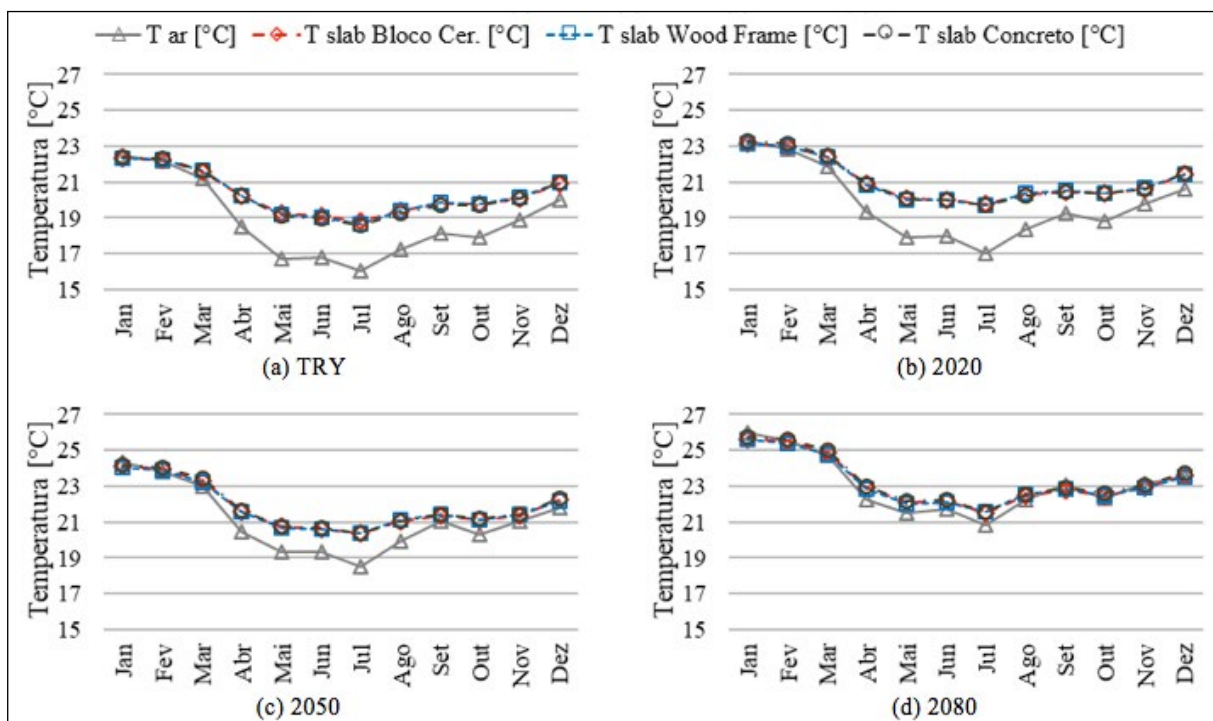 T ar [°C] T slab Bloco Cer. [°C] T slab Wood Frame [°C] T slab Concreto [°C]
Temperatura [°C]
27
25
23
21
19
17
15
Jan Fev Mar Abr Mai Jun Jul Ago Set Out Nov Dez
(a) TRY
Temperatura [°C]
27
25
23
21
19
17
15
Jan Fev Mar Abr Mai Jun Jul Ago Set Out Nov Dez
(b) 2020
Temperatura [°C]
27
25
23
21
19
17
15
Jan Fev Mar Abr Mai Jun Jul Ago Set Out Nov Dez
(c) 2050
Temperatura [°C]
27
25
23
21
19
17
15
Jan Fev Mar Abr Mai Jun Jul Ago Set Out Nov Dez
(d) 2080